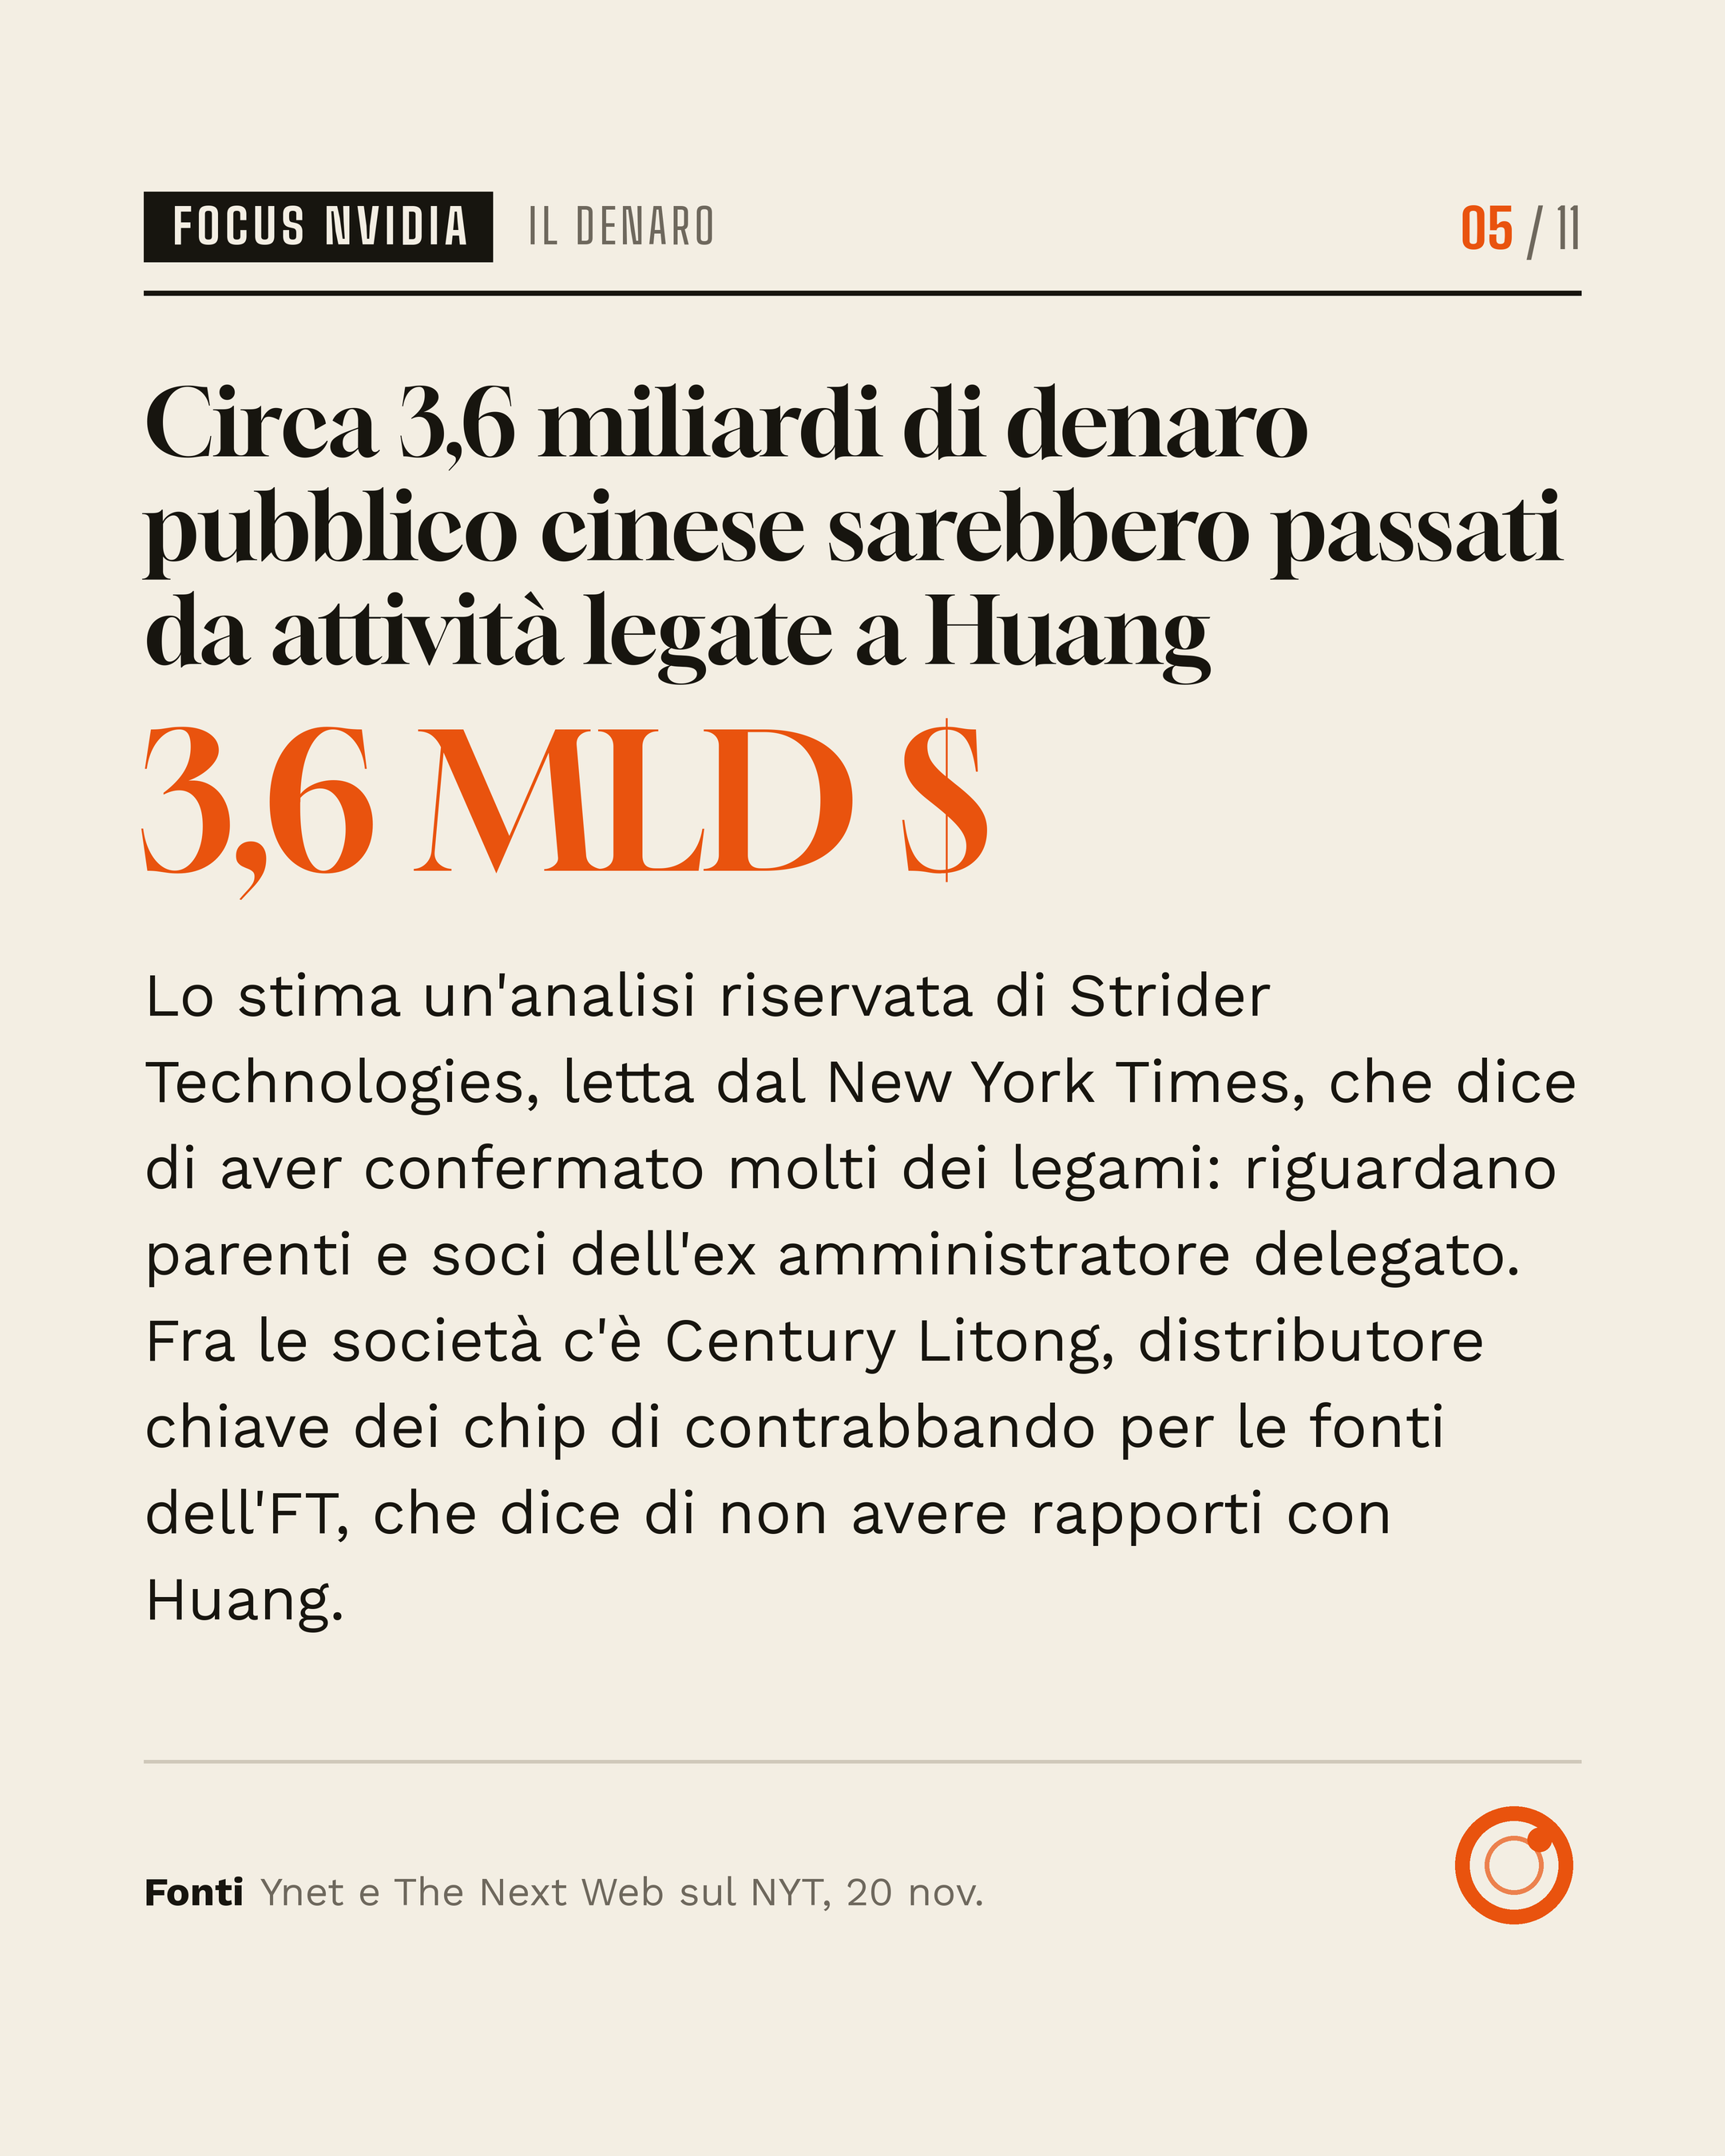 FOCUS NVIDIA IL DENARO 05 / 11
Circa 3,6 miliardi di denaro
pubblico cinese sarebbero passati
da attività legate a Huang
3,6 MLD $
Lo stima un'analisi riservata di Strider
Technologies, letta dal New York Times, che dice
di aver confermato molti dei legami: riguardano
parenti e soci dell'ex amministratore delegato.
Fra le società c'è Century Litong, distributore
chiave dei chip di contrabbando per le fonti
dell'FT, che dice di non avere rapporti con
Huang.
Fonti Ynet e The Next Web sul NYT, 20 nov.